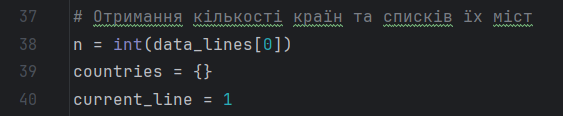 37 # Отримання кількості країн та списків їх міст
38 n = int(data_lines[0])
39 countries = {}
40 current_line = 1